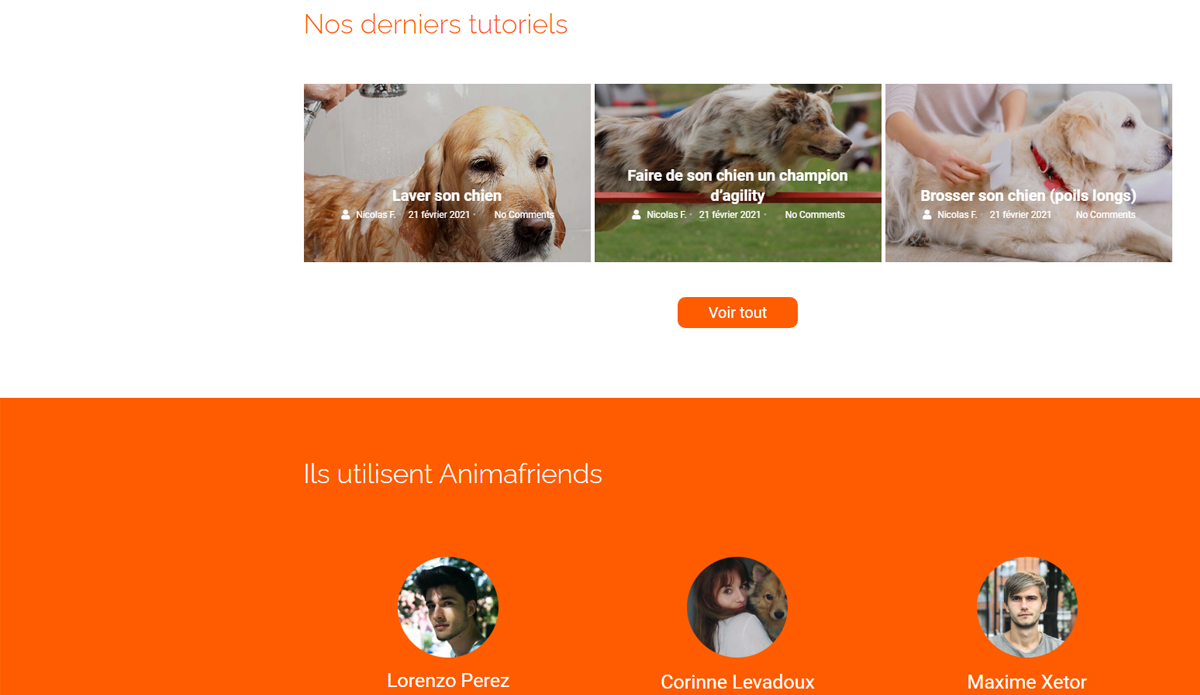 Nos derniers tutoriels
Laver son chien
Nicolas F. · 21 février 2021 · No Comments
Faire de son chien un champion
d'agility
Nicolas F. · 21 février 2021 · No Comments
Brosser son chien (poils longs)
Nicolas F. 21 février 2021 No Comments
Voir tout
Ils utilisent Animafriends
Lorenzo Perez
Corinne Levadoux
Maxime Xetor